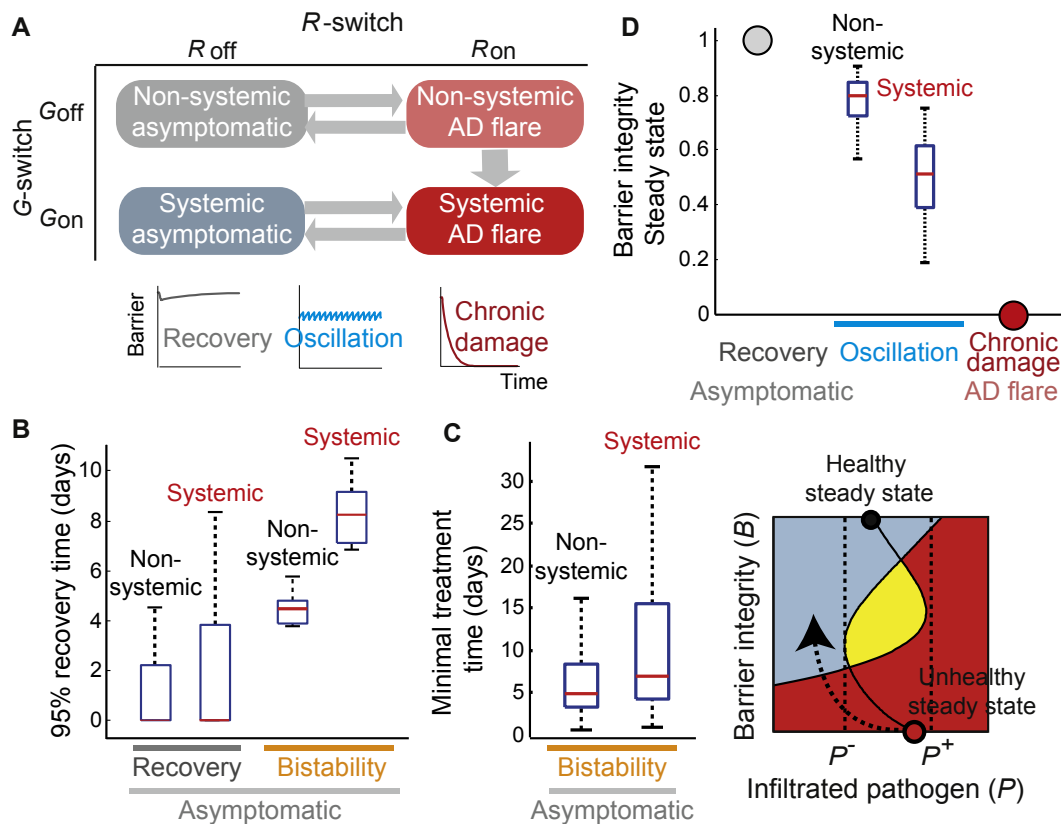 A
R-switch
R off
R on
G-switch
Goff
Non-systemic
asymptomatic
Non-systemic
AD flare
Gon
Systemic
asymptomatic
Systemic
AD flare
Barrier
Recovery
Oscillation
Chronic
damage
Time
D
Barrier integrity
Steady state
1
0.8
0.6
0.4
0.2
0
Non-
systemic
Systemic
Recovery
Oscillation
Chronic
damage
Asymptomatic
AD flare
B
95% recovery time (days)
10
8
6
4
2
0
Non-
systemic
Systemic
Non-
systemic
Systemic
Recovery
Bistability
Asymptomatic
C
Minimal treatment
time (days)
30
25
20
15
10
5
0
Non-
systemic
Systemic
Bistability
Asymptomatic
Healthy
steady state
Barrier integrity (B)
Unhealthy
steady state
P-
P+
Infiltrated pathogen (P)